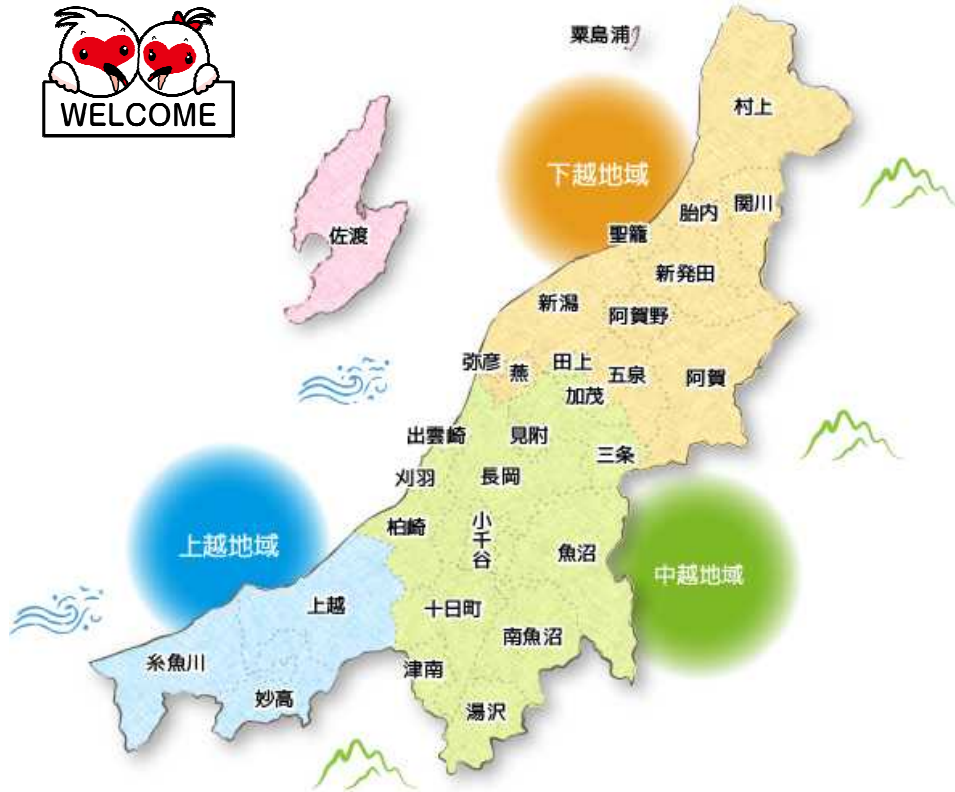 WELCOME
粟島浦
村上
下越地域
関川
胎内
佐渡
聖籠
新発田
新潟
阿賀野
弥彦
燕
田上
五泉
阿賀
加茂
出雲崎
見附
三条
刈羽
長岡
柏崎
小千谷
上越地域
魚沼
中越地域
上越
十日町
南魚沼
糸魚川
津南
妙高
湯沢